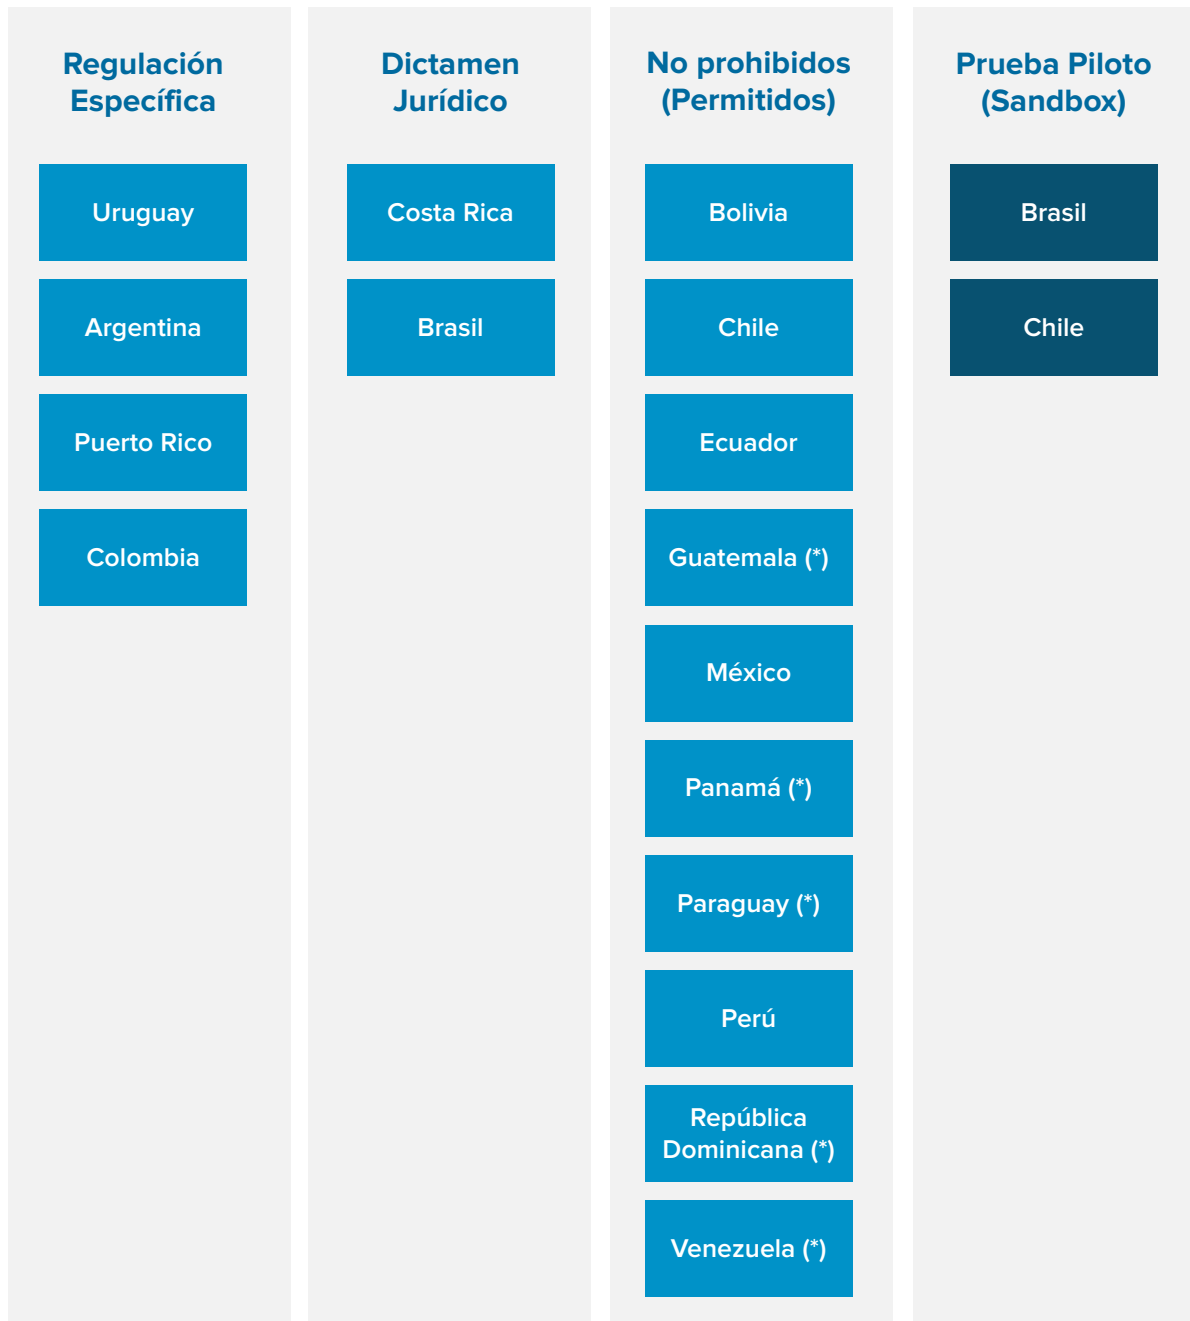 Regulación
Específica
Uruguay
Argentina
Puerto Rico
Colombia
Dictamen
Jurídico
Costa Rica
Brasil
No prohibidos
(Permitidos)
Bolivia
Chile
Ecuador
Guatemala (*)
México
Panamá (*)
Paraguay (*)
Perú
República
Dominicana (*)
Venezuela (*)
Prueba Piloto
(Sandbox)
Brasil
Chile